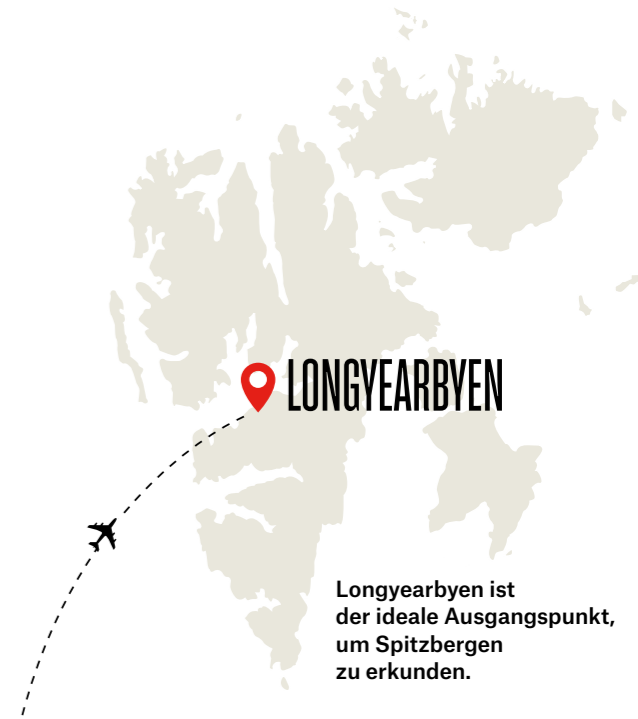 LONGYEARBYEN
Longyearbyen ist
der ideale Ausgangspunkt,
um Spitzbergen
zu erkunden.